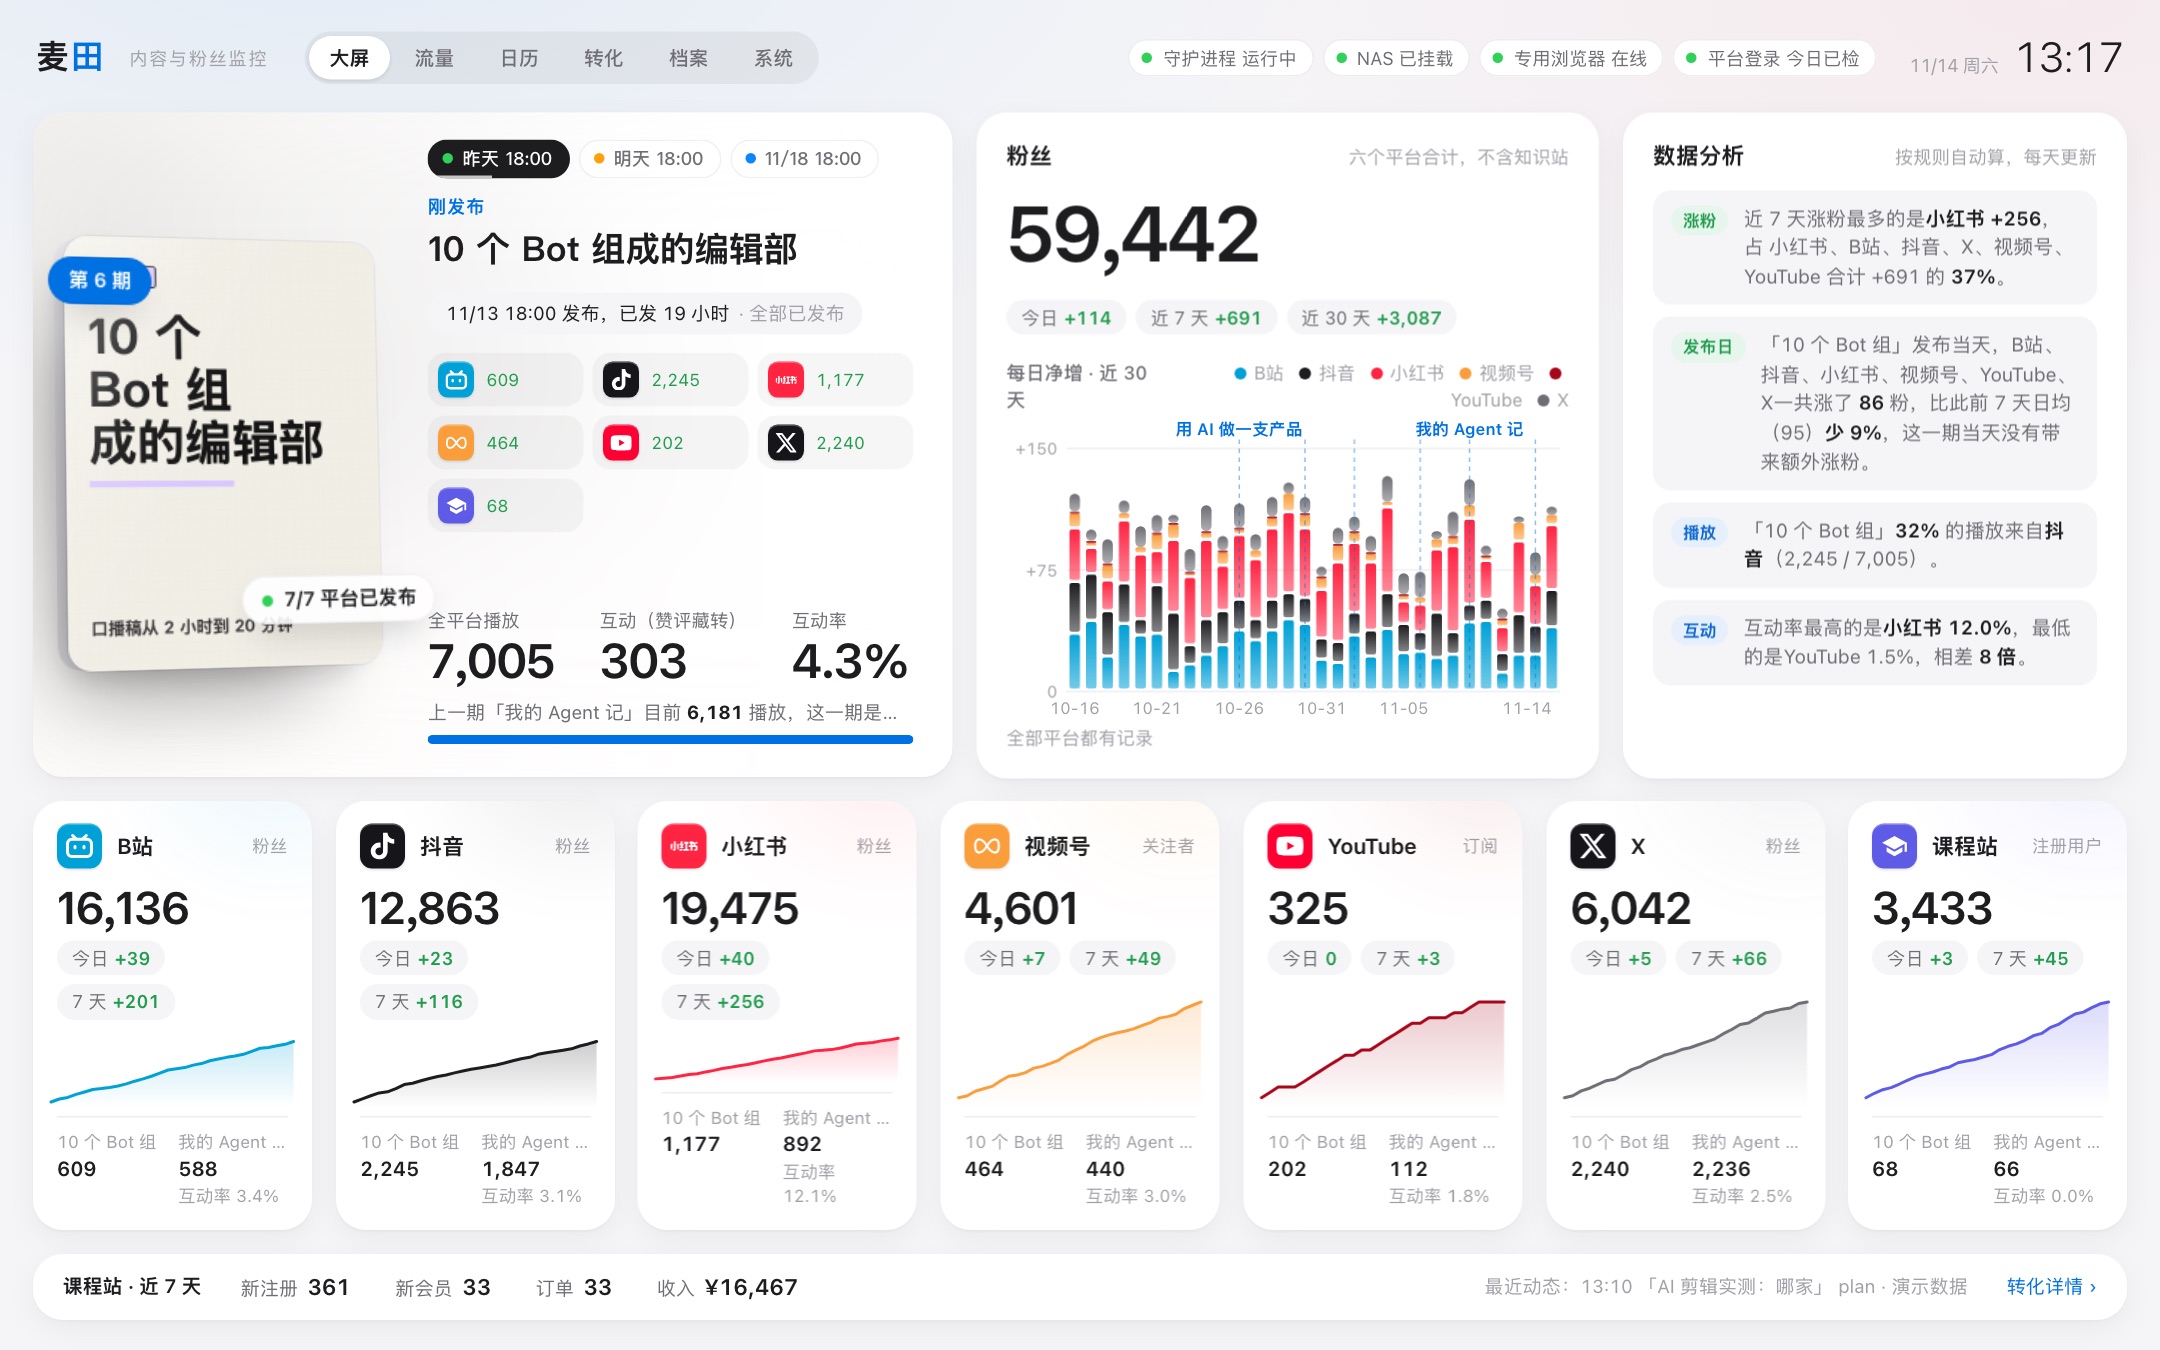 麦田 内容与粉丝监控 大屏 流量 日历 转化 档案 系统 守护进程 运行中 NAS 已挂载 专用浏览器 在线 平台登录 今日已检 11/14 周六 13:17
昨天 18:00 明天 18:00 11/18 18:00
刚发布
10 个 Bot 组成的编辑部
11/13 18:00 发布，已发 19 小时 · 全部已发布
609 2,245 小红书 1,177
464 202 2,240
68
第 6 期
10 个
Bot 组
成的编辑部
口播稿从 2 小时到 20 分钟
7/7 平台已发布
全平台播放 互动（赞评藏转） 互动率
7,005 303 4.3%
上一期「我的 Agent 记」目前 6,181 播放，这一期是...
粉丝 六个平台合计，不含知识站
59,442
今日 +114 近 7 天 +691 近 30 天 +3,087
每日净增 · 近 30
天
B站 抖音 小红书 视频号
YouTube X
用 AI 做一支产品 我的 Agent 记
+150
+75
0
10-16 10-21 10-26 10-31 11-05 11-14
全部平台都有记录
数据分析 按规则自动算，每天更新
涨粉 近 7 天涨粉最多的是小红书 +256，
占 小红书、B站、抖音、X、视频号、
YouTube 合计 +691 的 37%。
发布日 「10 个 Bot 组」发布当天，B站、
抖音、小红书、视频号、YouTube、
X一共涨了 86 粉，比此前 7 天日均
（95）少 9%，这一期当天没有带
来额外涨粉。
播放 「10 个 Bot 组」32% 的播放来自抖
音（2,245 / 7,005）。
互动 互动率最高的是小红书 12.0%，最低
的是YouTube 1.5%，相差 8 倍。
B站 粉丝
16,136
今日 +39
7 天 +201
10 个 Bot 组 我的 Agent ...
609 588
互动率 3.4%
抖音 粉丝
12,863
今日 +23
7 天 +116
10 个 Bot 组 我的 Agent ...
2,245 1,847
互动率 3.1%
小红书 小红书 粉丝
19,475
今日 +40
7 天 +256
10 个 Bot 组 我的 Agent ...
1,177 892
互动率
12.1%
视频号 关注者
4,601
今日 +7 7 天 +49
10 个 Bot 组 我的 Agent ...
464 440
互动率 3.0%
YouTube 订阅
325
今日 0 7 天 +3
10 个 Bot 组 我的 Agent ...
202 112
互动率 1.8%
X 粉丝
6,042
今日 +5 7 天 +66
10 个 Bot 组 我的 Agent ...
2,240 2,236
互动率 2.5%
课程站 注册用户
3,433
今日 +3 7 天 +45
10 个 Bot 组 我的 Agent ...
68 66
互动率 0.0%
课程站 · 近 7 天 新注册 361 新会员 33 订单 33 收入 ¥16,467 最近动态：13:10 「AI 剪辑实测：哪家」 plan · 演示数据 转化详情 ›